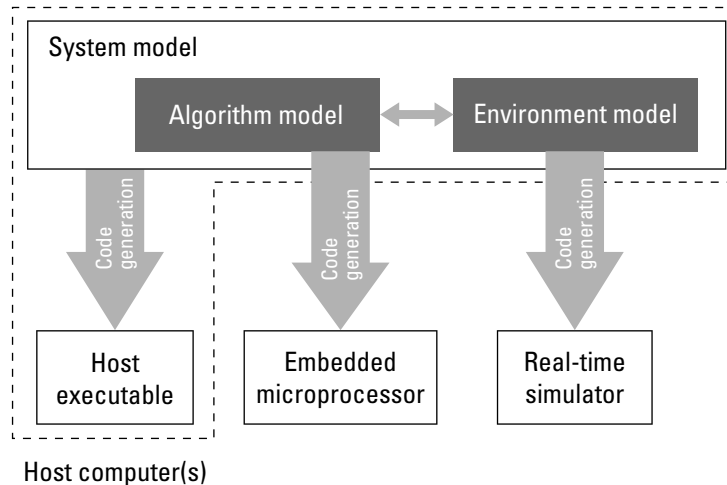 System model
Algorithm model
Environment model
Code
generation
Code
generation
Code
generation
Host
executable
Embedded
microprocessor
Real-time
simulator
Host computer(s)